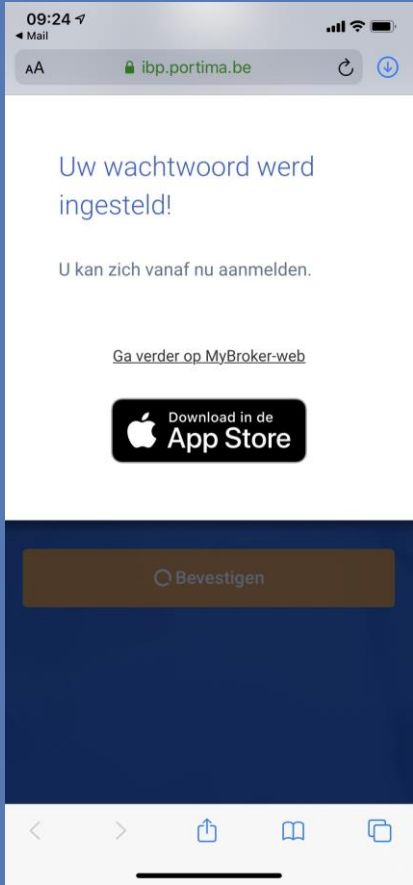 09:24
◀ Mail
AA
ibp.portima.be
Uw wachtwoord werd
ingesteld!
U kan zich vanaf nu aanmelden.
Ga verder op MyBroker-web
Download in de
App Store
Bevestigen